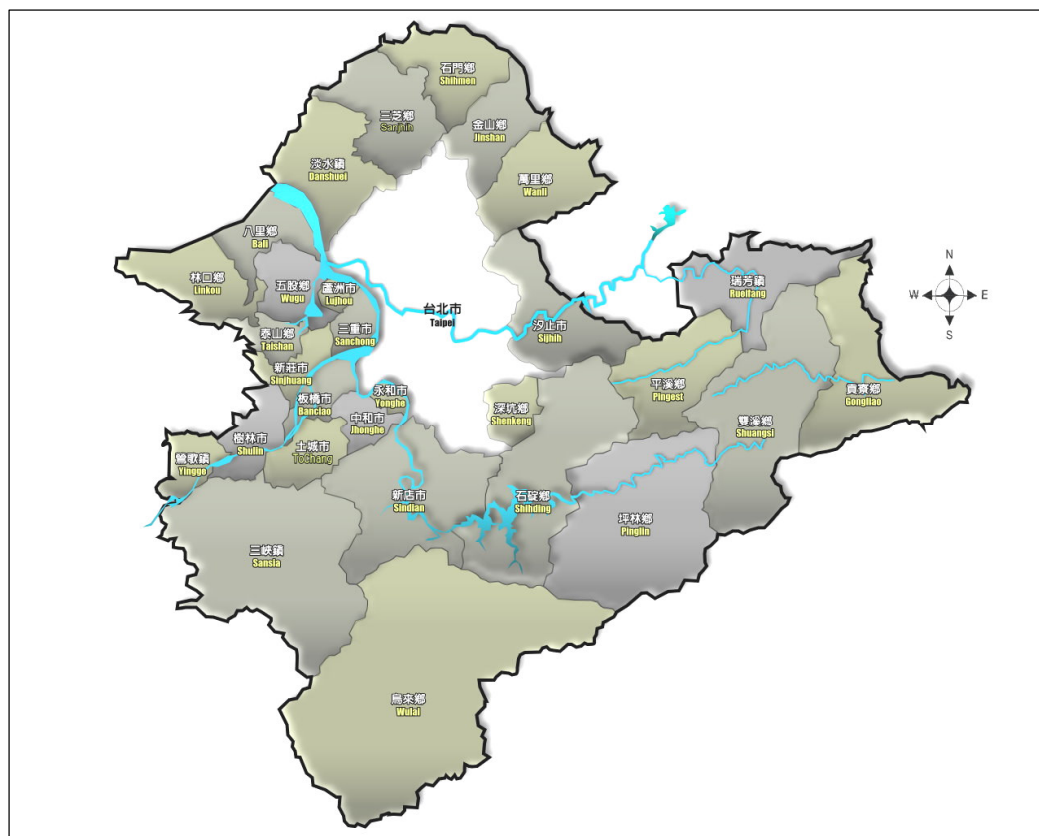 石門鄉
Shihmen
三芝鄉
Sanjhih
金山鄉
Jinshan
淡水鎮
Danshuei
萬里鄉
Wanli
八里鄉
Bali
林口鄉
Linkou
五股鄉
Wugu
蘆洲市
Lujhou
台北市
Taipei
汐止市
Sijhih
瑞芳鎮
Rueifang
泰山鄉
Taishan
三重市
Sanchong
新莊市
Sinjhuang
板橋市
Banciao
永和市
Yonghe
中和市
Jhonghe
深坑鄉
Shenkeng
平溪鄉
Pingest
貢寮鄉
Gongliao
雙溪鄉
Shuangsi
樹林市
Shulin
土城市
Tochang
鶯歌鎮
Yingge
新店市
Sindian
石碇鄉
Shihding
坪林鄉
Pinglin
三峽鎮
Sansia
烏來鄉
Wulai
N
W
E
S